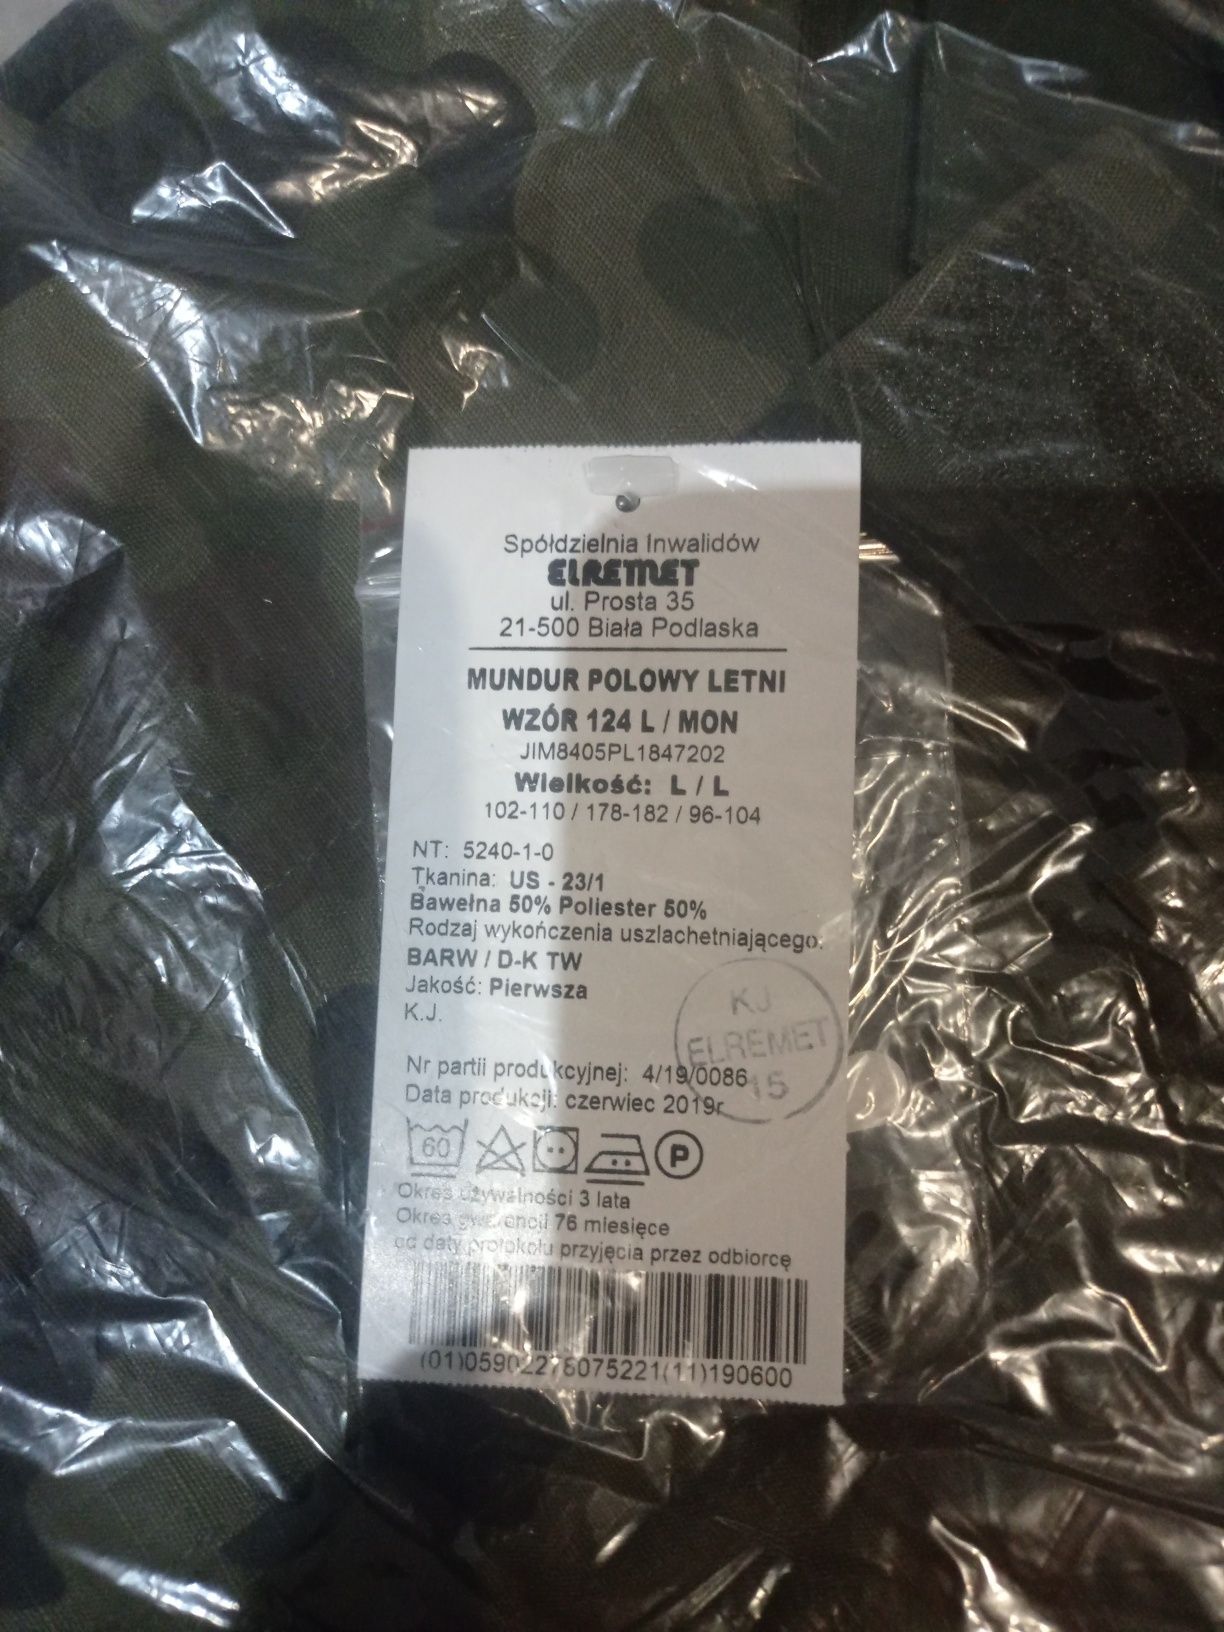 Spółdzielnia Inwalidów
ELREMET
ul. Prosta 35
21-500 Biała Podlaska
MUNDUR POLOWY LETNI
WZÓR 124 L / MON
JIM8405PL1847202
Wielkość: L / L
102-110 / 178-182 / 96-104
NT: 5240-1-0
Tkanina: US - 23/1
Bawełna 50% Poliester 50%
Rodzaj wykończenia uszlachetniającego:
BARW / D-K TW
Jakość: Pierwsza
K.J.
KJ
ELREMET
15
Nr partii produkcyjnej: 4/19/0086
Data produkcji: czerwiec 2019r
60
P
Okres używalności 3 lata
Okres gwarancji 76 miesięce
od daty protokołu przyjęcia przez odbiorcę
(01)05902278075221(11)190600